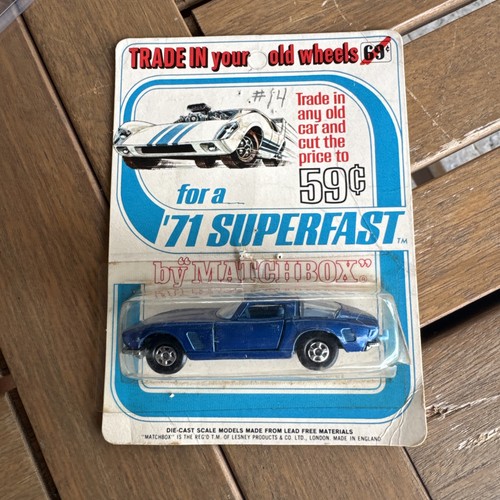 TRADE IN your old wheels 69¢
#14
Trade in
any old
car and
cut the
price to
59¢
for a
'71 SUPERFAST™
by "MATCHBOX"®
DIE-CAST SCALE MODELS MADE FROM LEAD FREE MATERIALS
"MATCHBOX" IS THE REG'D T.M. OF LESNEY PRODUCTS & CO. LTD., LONDON. MADE IN ENGLAND